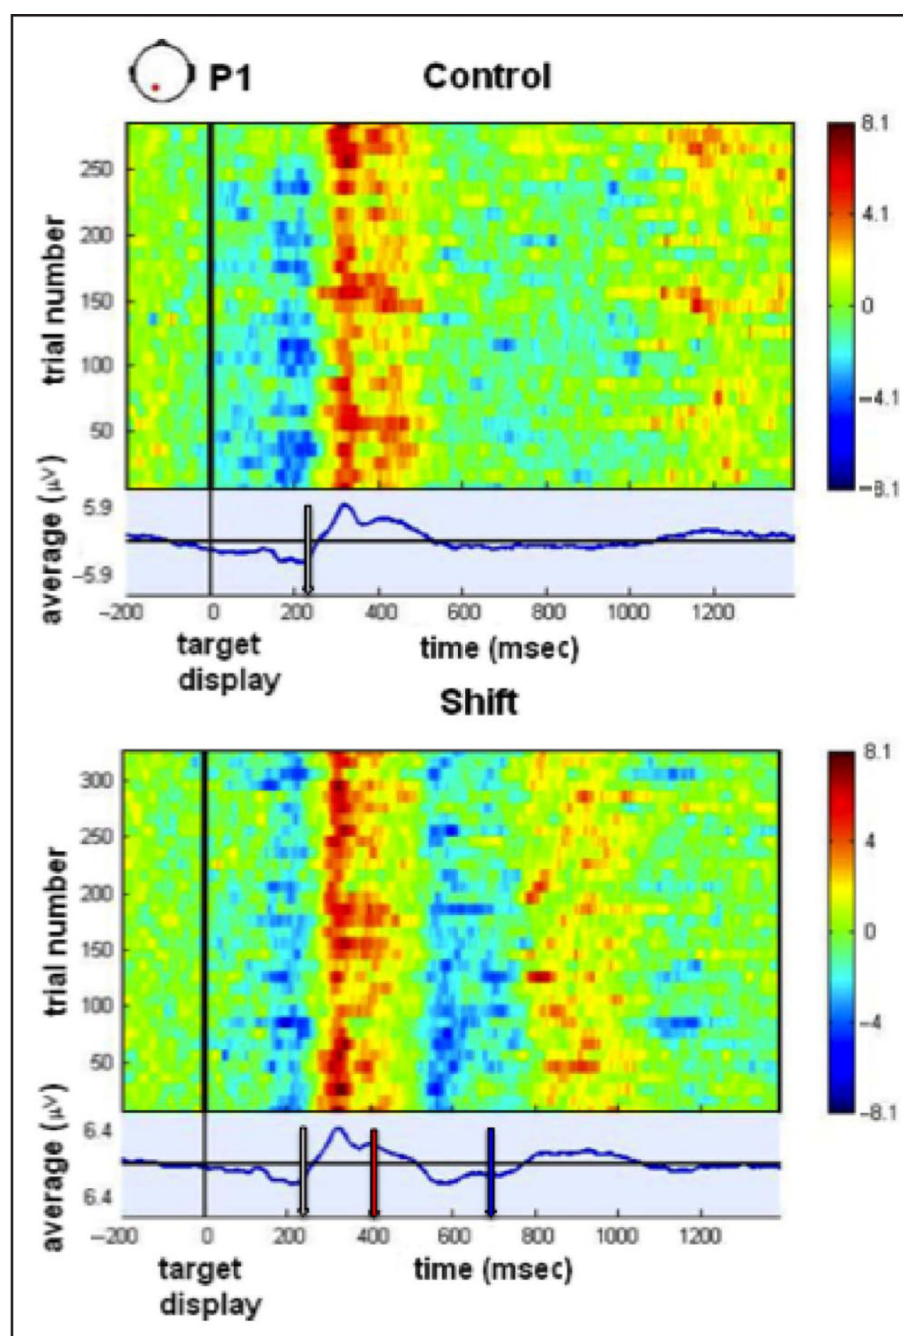 P1 Control
8.1
250
4.1
200
trial number
150
0
100
−4.1
50
−8.1
5.9
average (μV)
−5.9
−200 0 200 400 600 800 1000 1200
target display
time (msec)
Shift
8.1
300
250
4
trial number
200
0
150
100
−4
50
−8.1
6.4
average (μV)
6.4
−200 0 200 400 600 800 1000 1200
target display
time (msec)